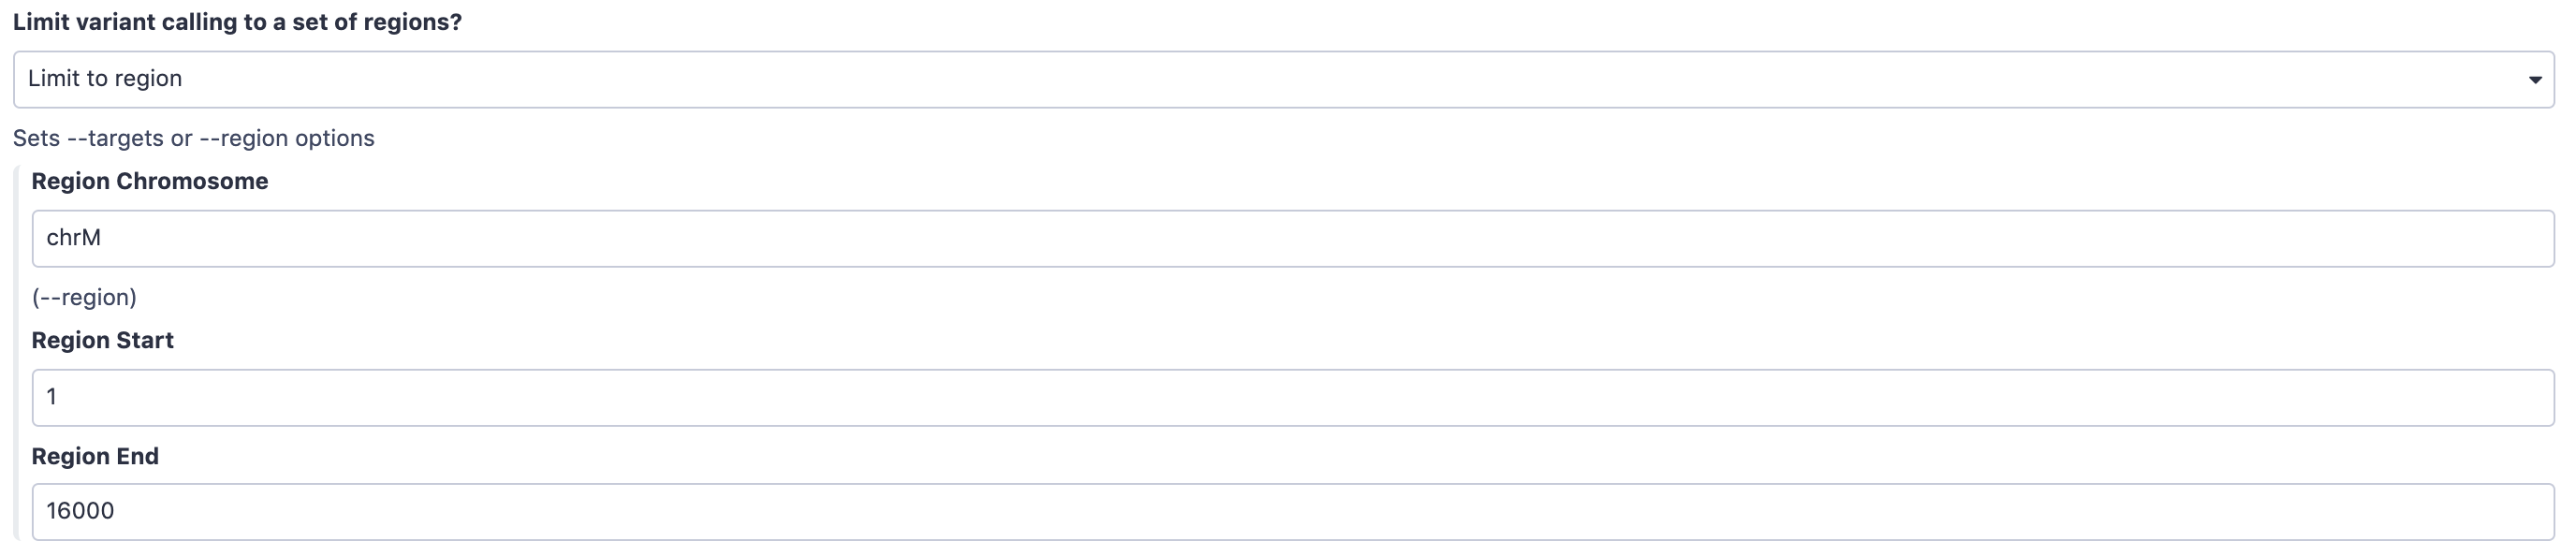 Limit variant calling to a set of regions?
Limit to region
Sets --targets or --region options
Region Chromosome
chrM
(--region)
Region Start
1
Region End
16000